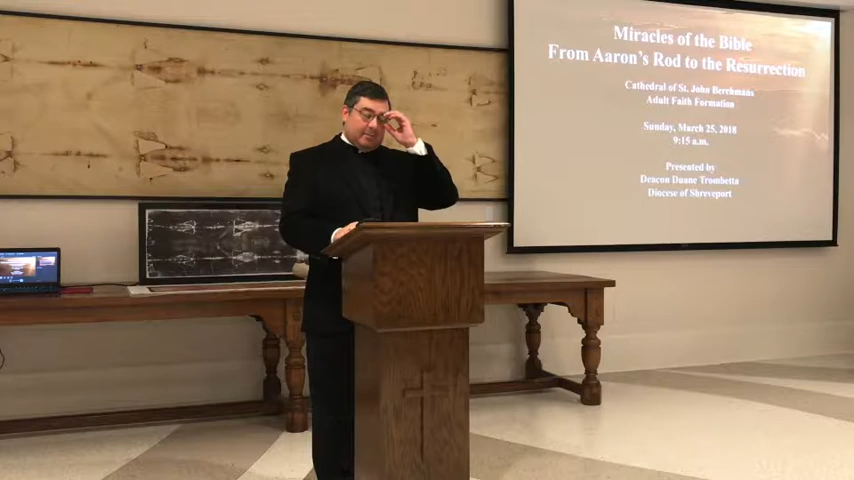 Miracles of the Bible
From Aaron's Rod to the Resurrection
Cathedral of St. John Berchmans
Adult Faith Formation
Sunday, March 25, 2018
9:15 a.m.
Presented by
Deacon Duane Trombetta
Diocese of Shreveport